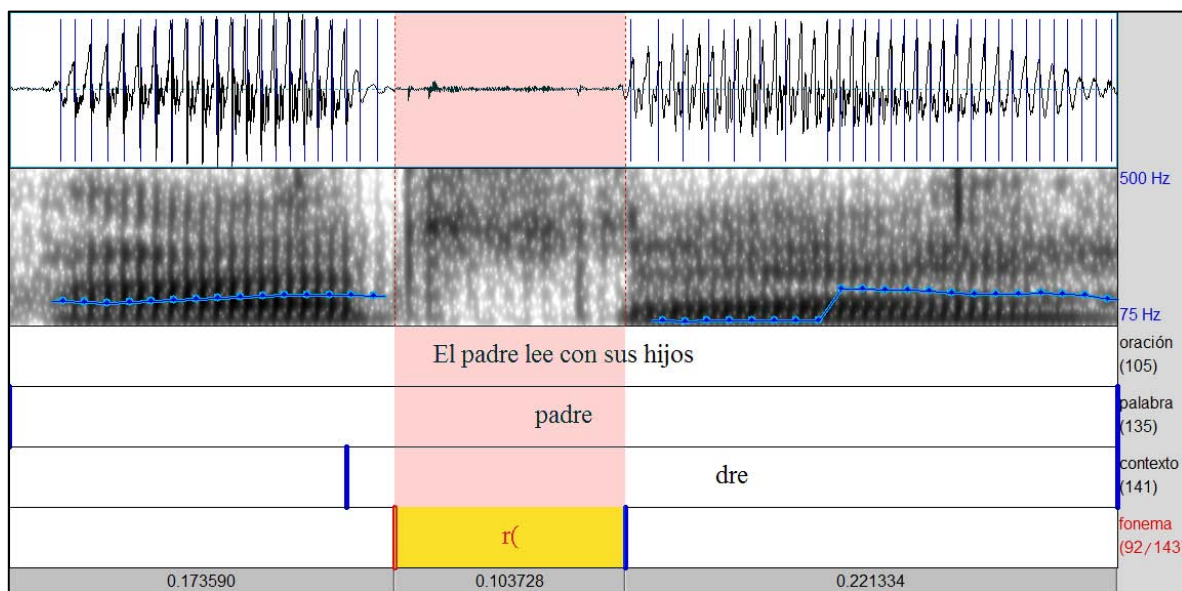 500 Hz
75 Hz
El padre lee con sus hijos
oración
(105)
padre
palabra
(135)
dre
contexto
(141)
r(
fonema
(92/143
0.173590 0.103728 0.221334